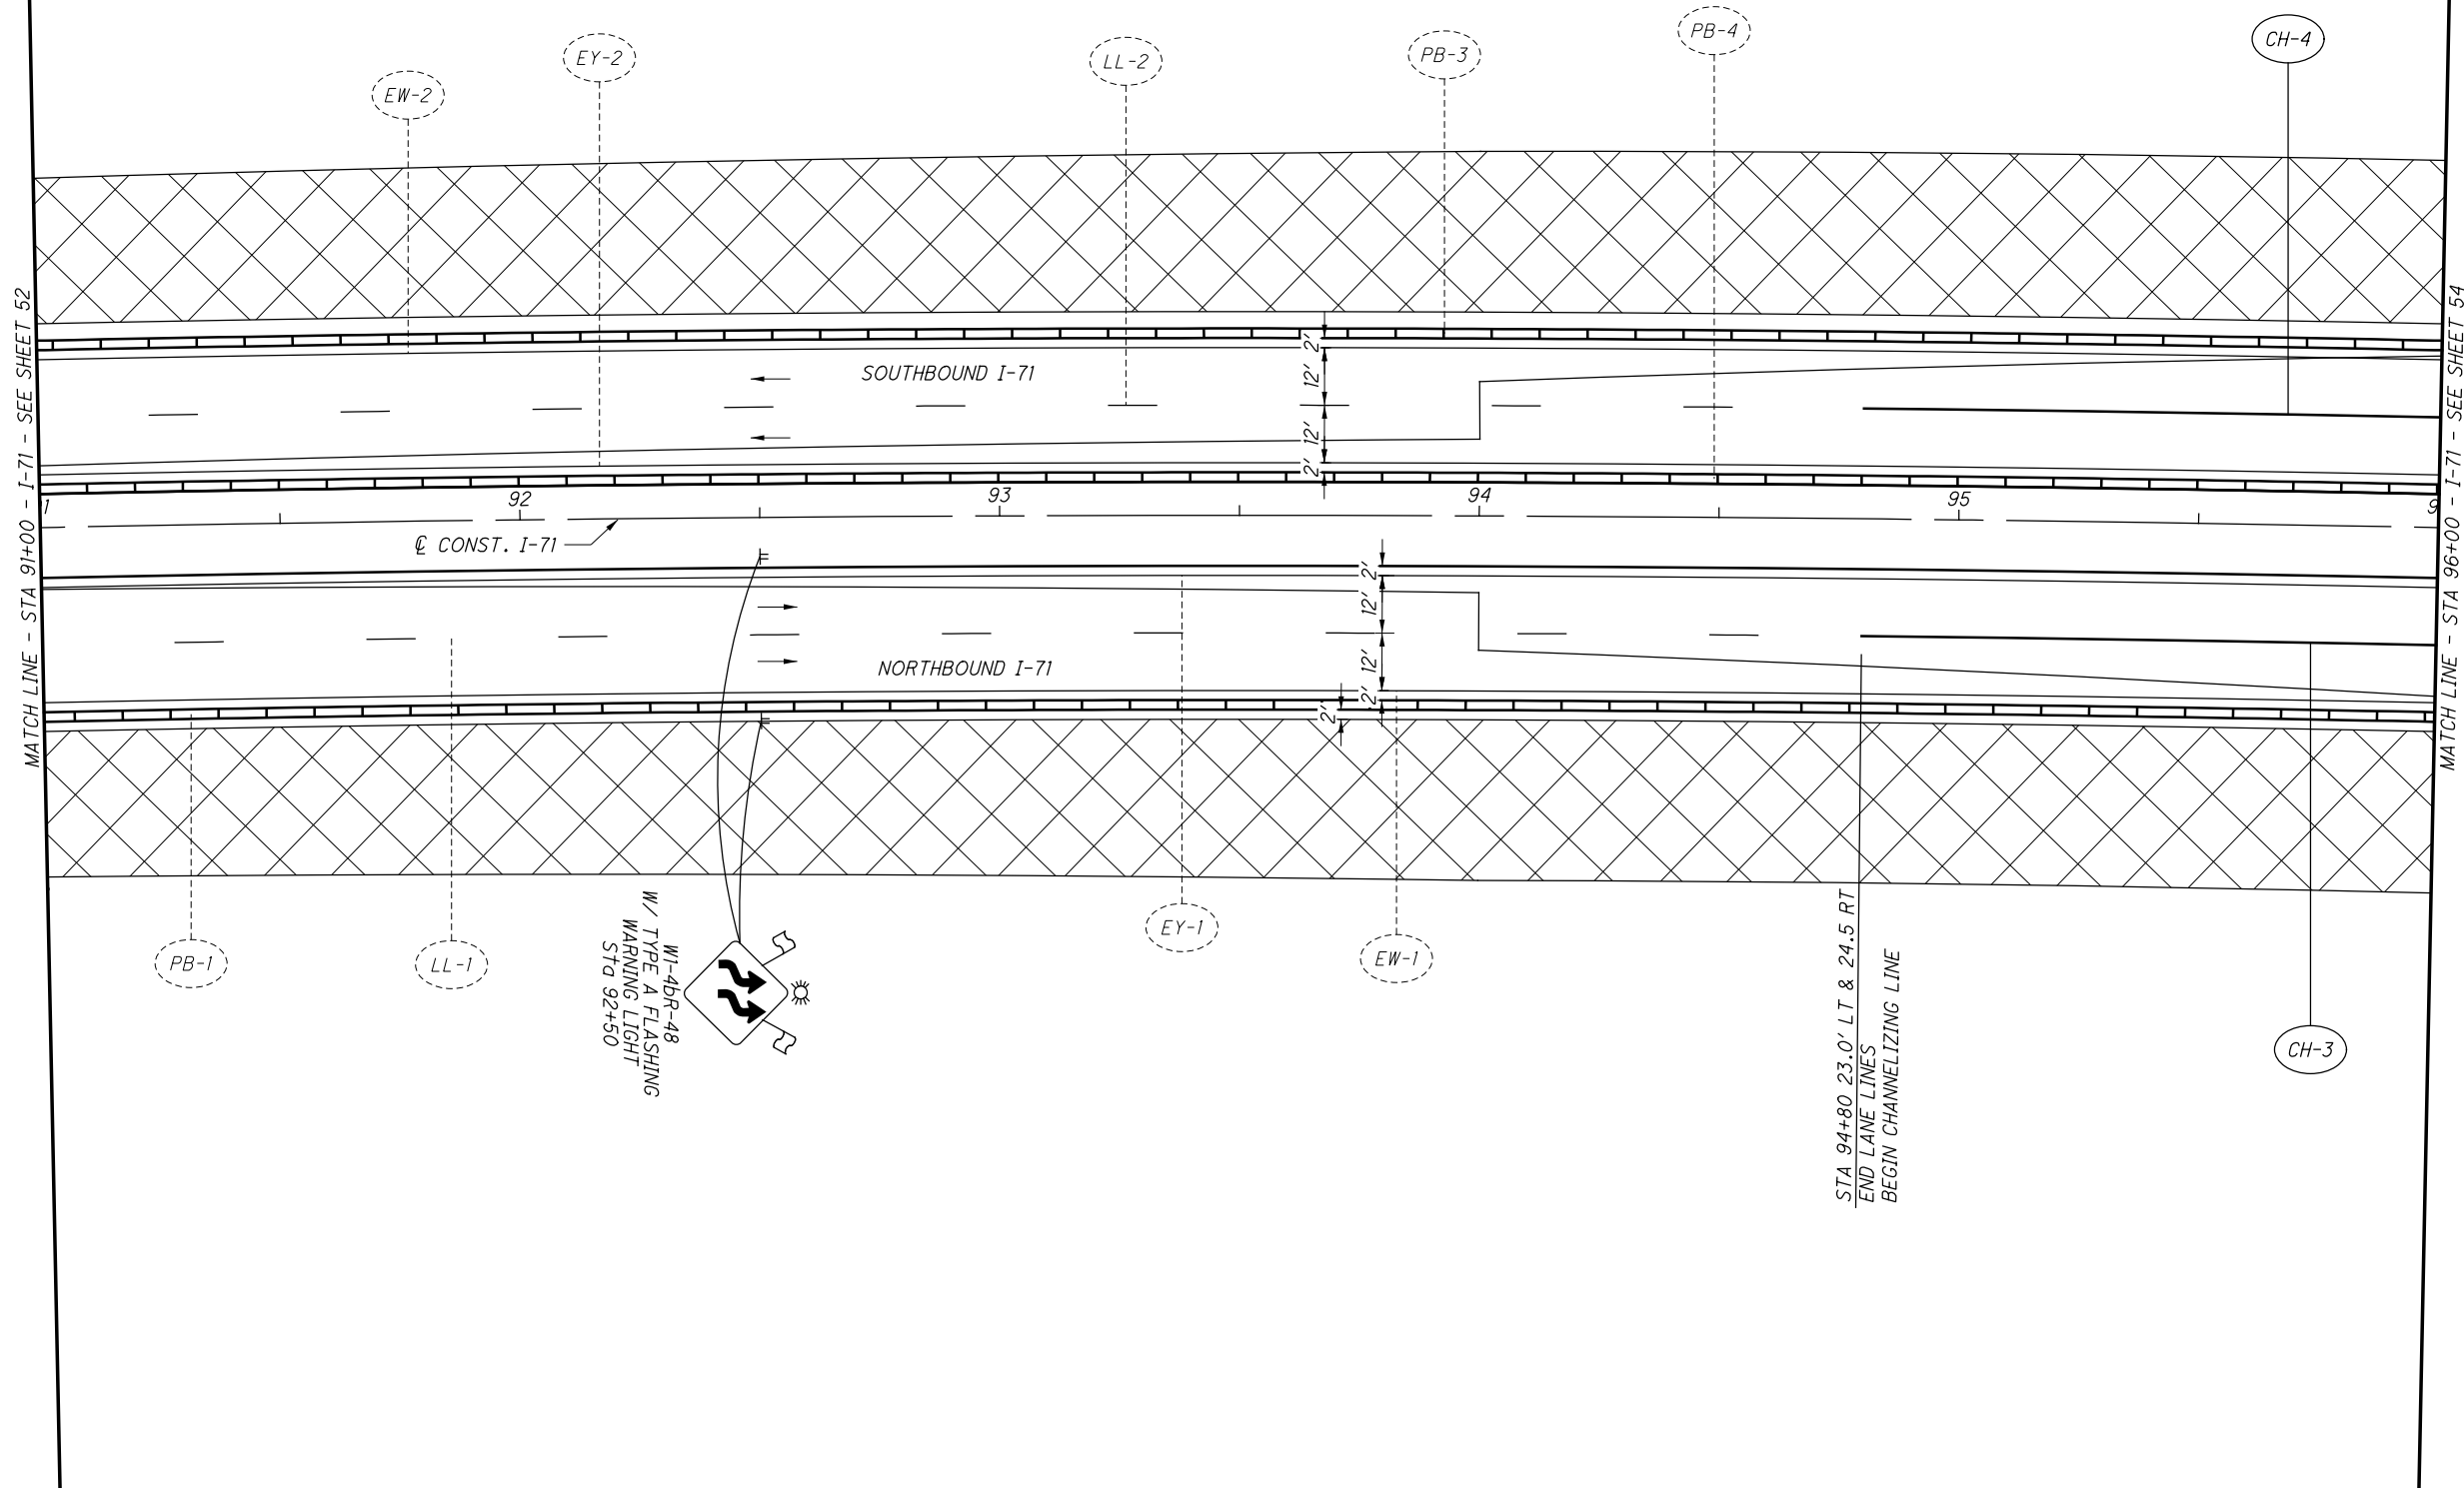 PB-4
CH-4
EY-2
PB-3
LL-2
EW-2
MATCH LINE - STA 91+00 - I-71 - SEE SHEET 52
MATCH LINE - STA 96+00 - I-71 - SEE SHEET 54
2'
SOUTHBOUND I-71
12'
12'
2'
1
92
93
94
95
9
℄ CONST. I-71
2'
12'
NORTHBOUND I-71
12'
2'
2'
PB-1
LL-1
EY-1
EW-1
W1-4bR-48
W/ TYPE A FLASHING
WARNING LIGHT
Sta 92+50
STA 94+80 23.0' LT & 24.5 RT
END LANE LINES
BEGIN CHANNELIZING LINE
CH-3